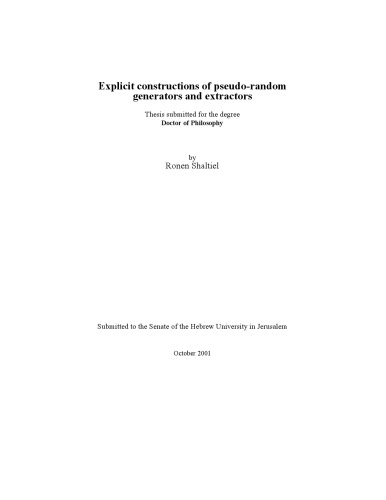 Explicit constructions of pseudo-random
generators and extractors
Thesis submitted for the degree
Doctor of Philosophy
by
Ronen Shaltiel
Submitted to the Senate of the Hebrew University in Jerusalem
October 2001